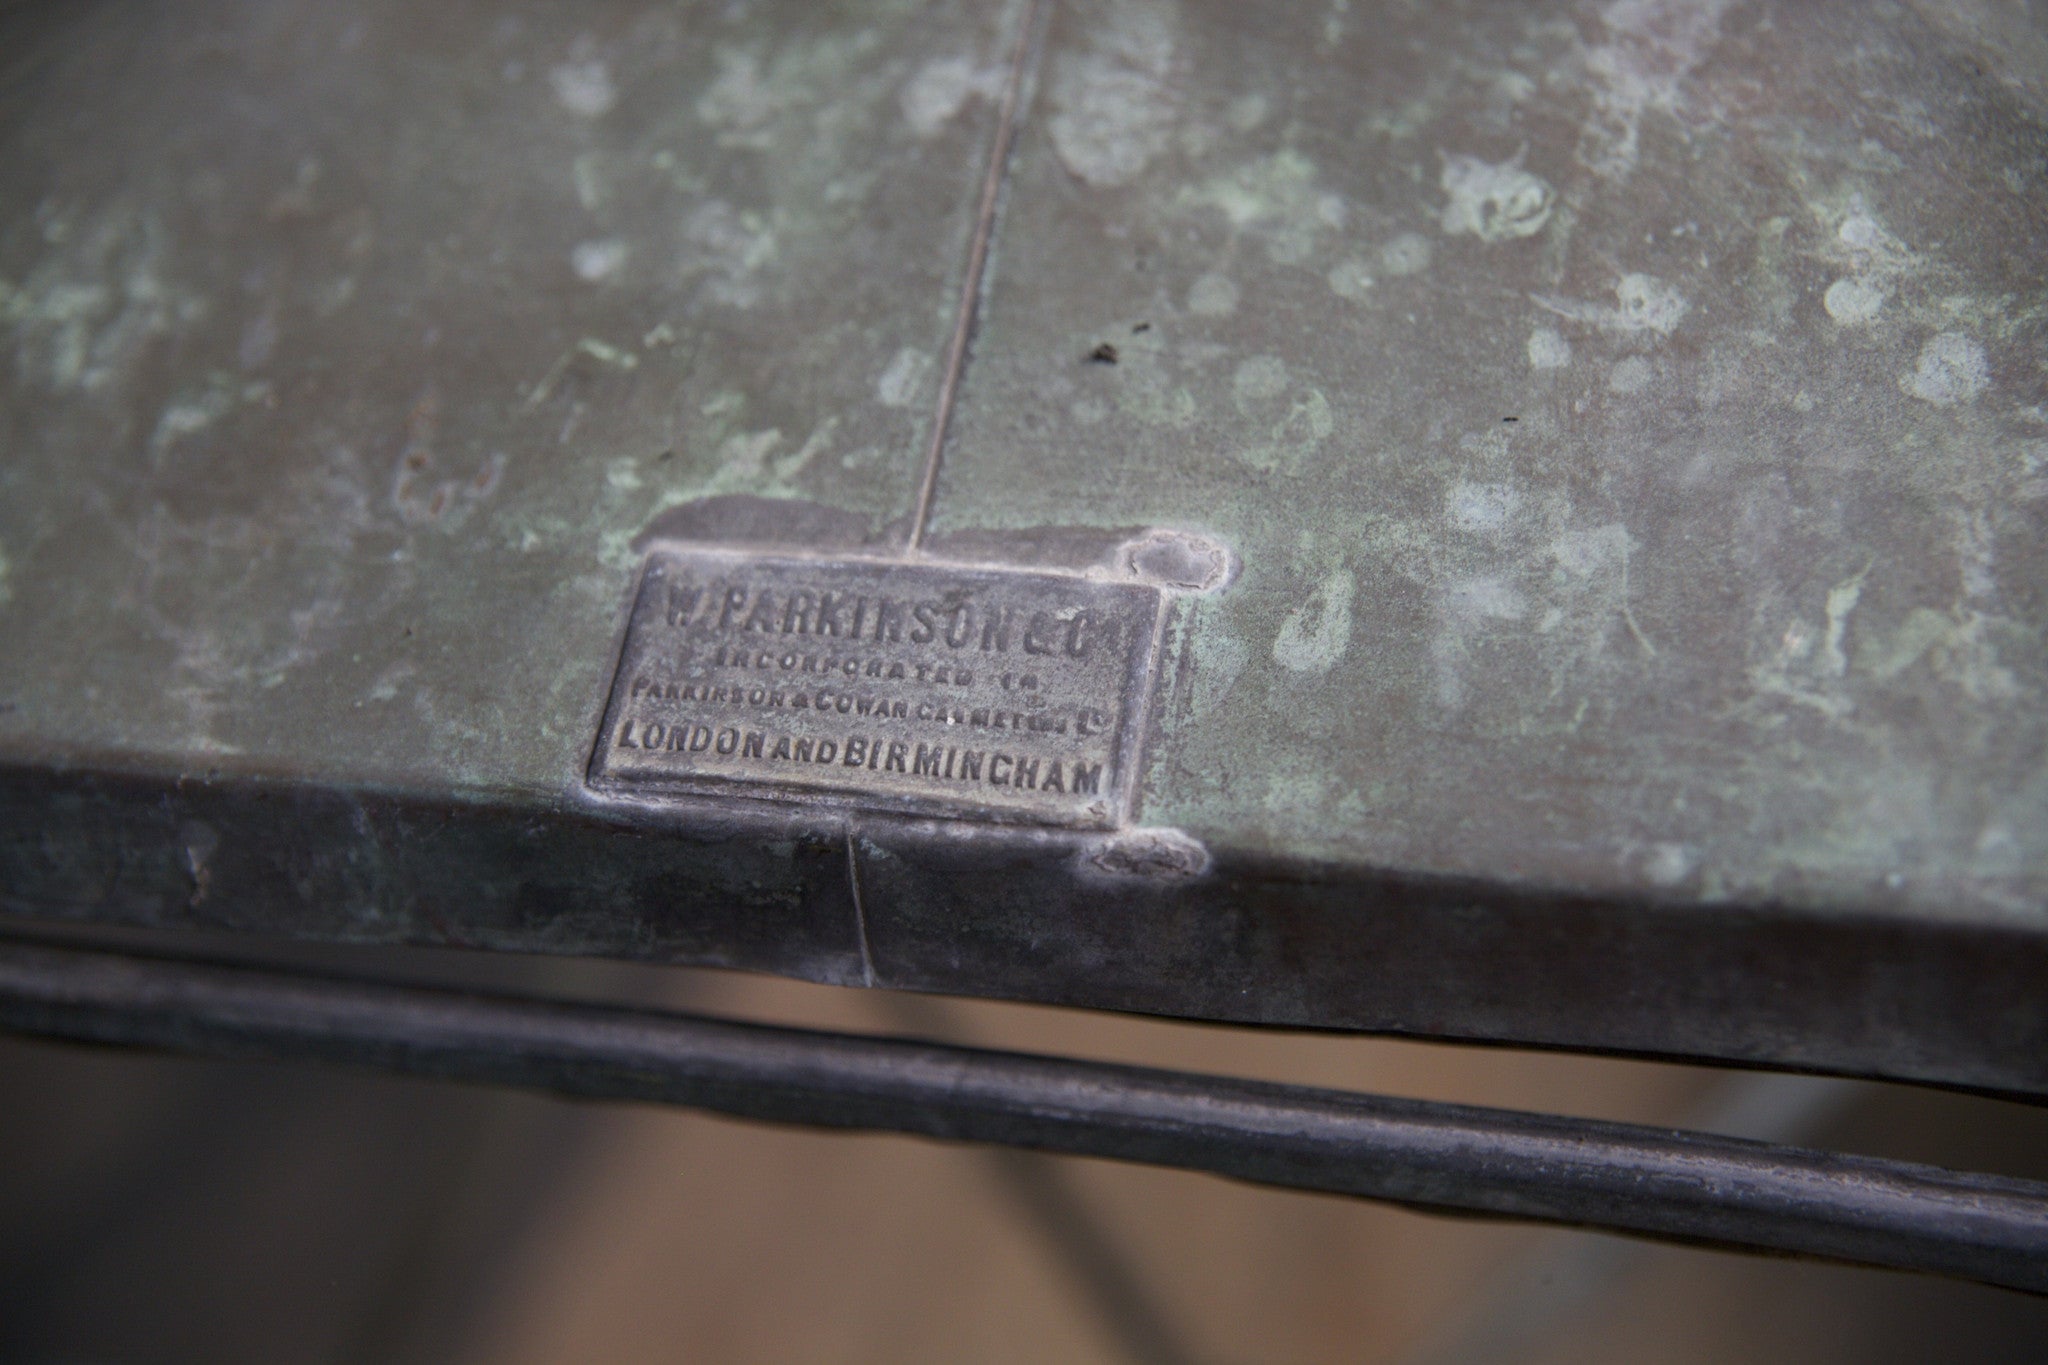 W. PARKINSON & Co
INCORPORATED IN
PARKINSON & COWAN GAS METERS LD
LONDON AND BIRMINGHAM